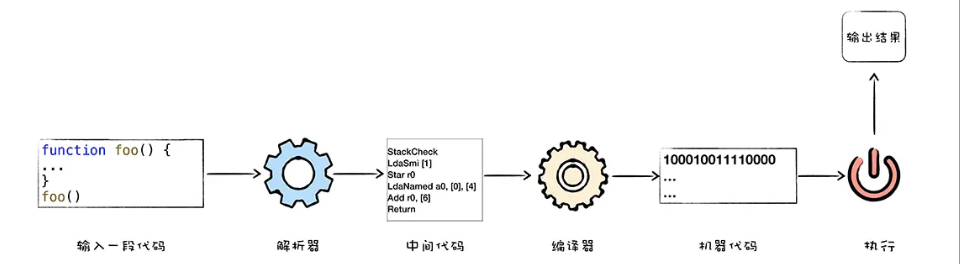 输出结果
function foo() {
...
}
foo()
StackCheck
LdaSmi [1]
Star r0
LdaNamed a0, [0], [4]
Add r0, [6]
Return
100010011110000
...
...
输入一段代码
解析器
中间代码
编译器
机器代码
执行